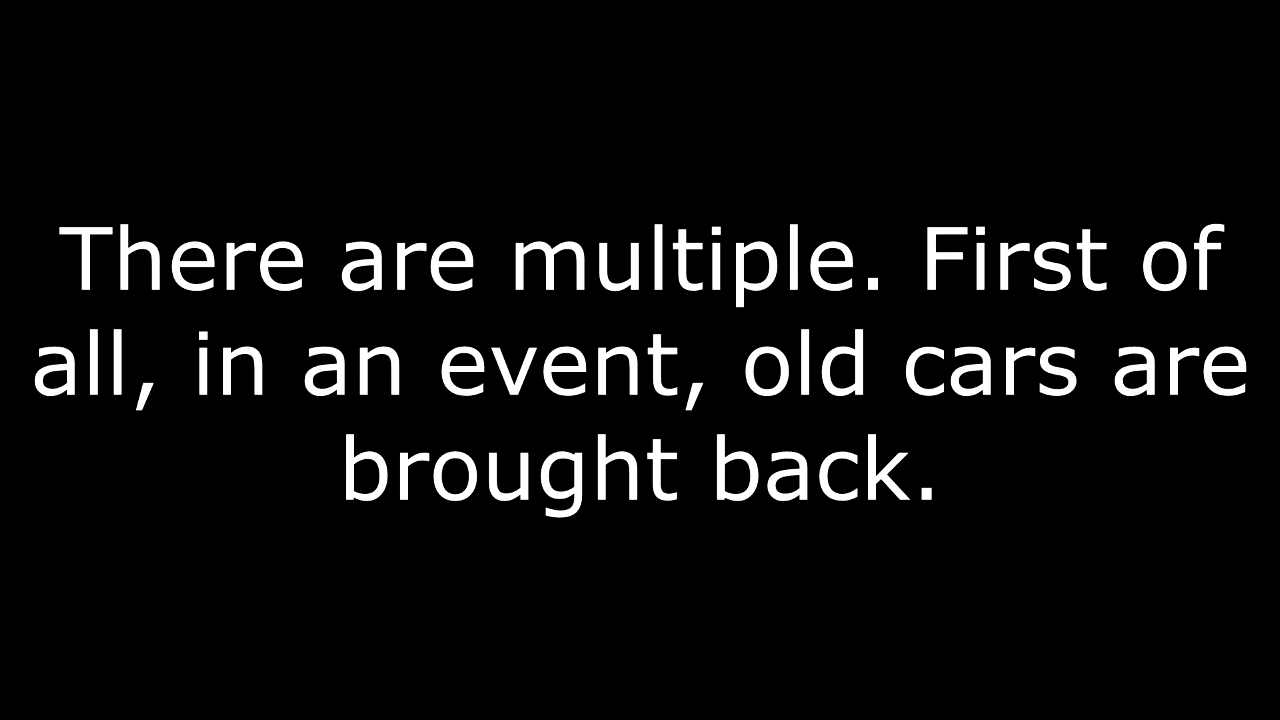 There are multiple. First of
all, in an event, old cars are
brought back.